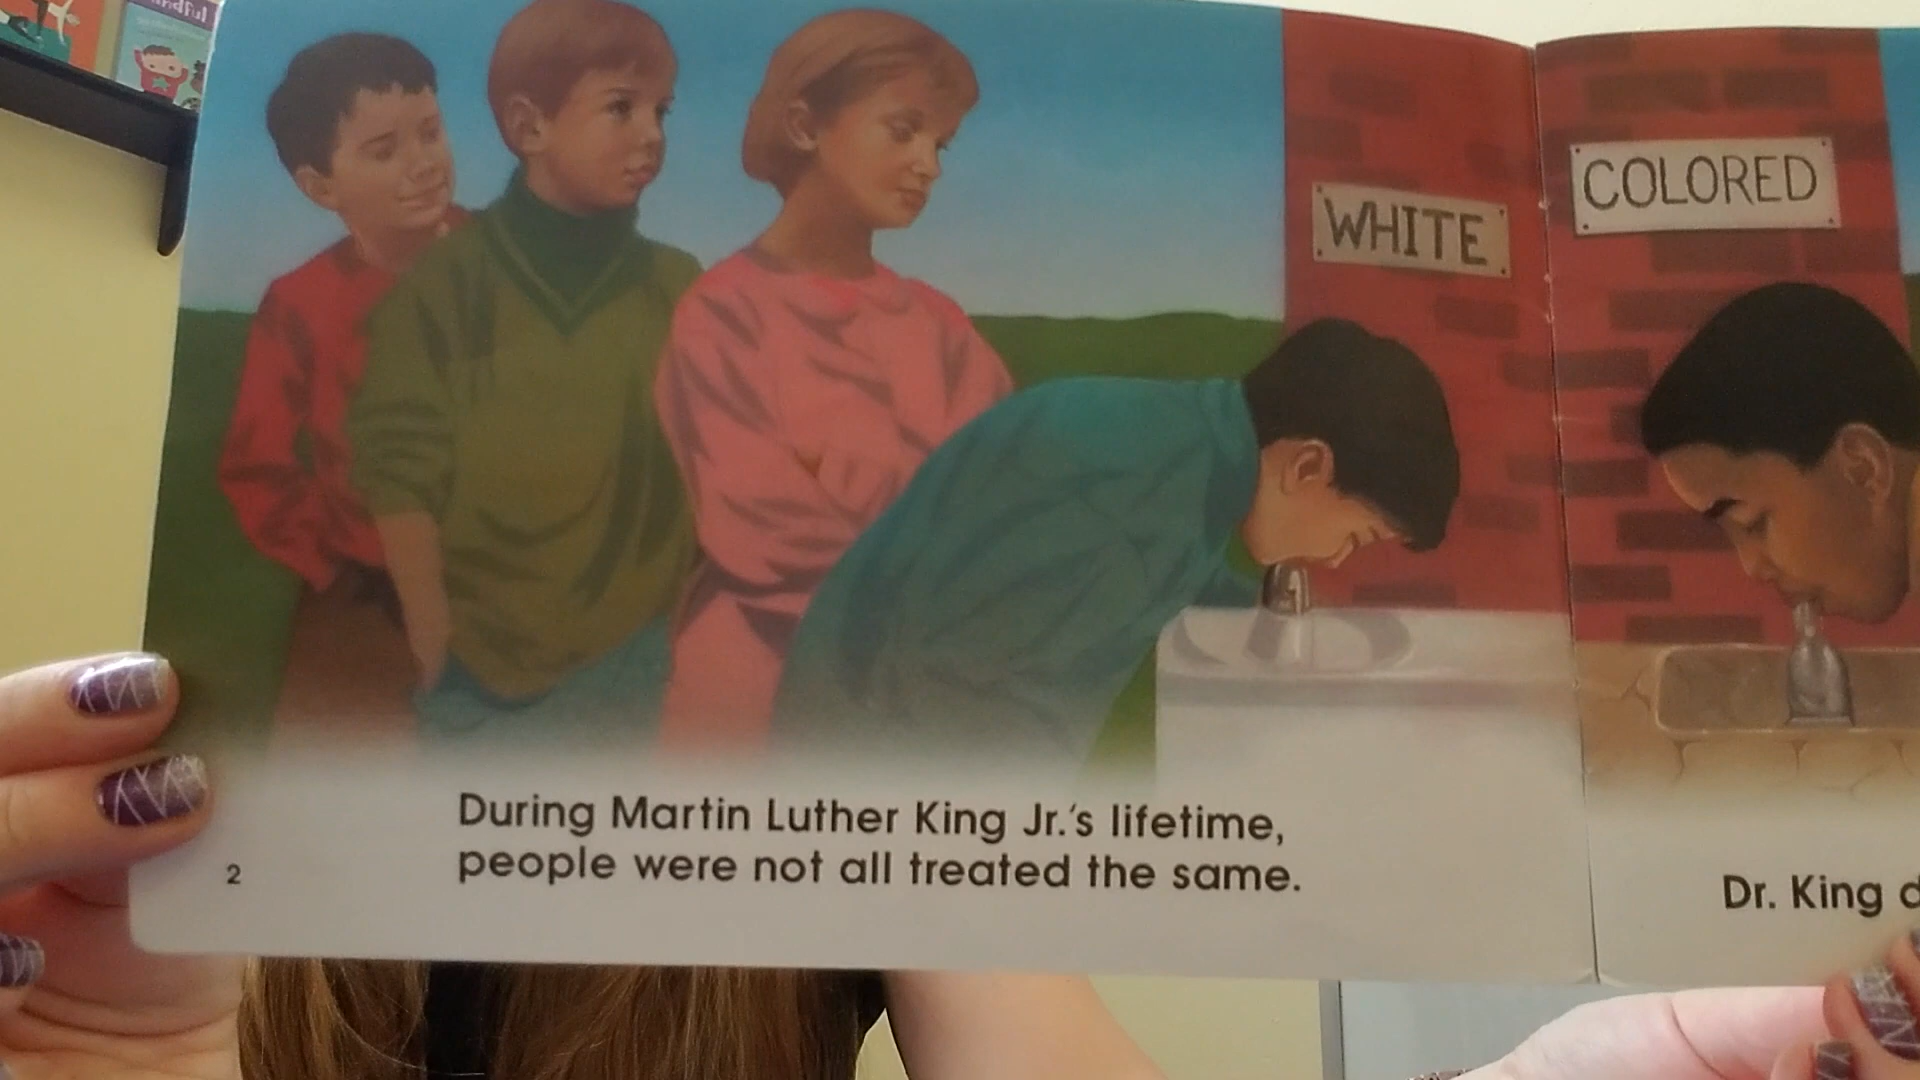 WHITE
COLORED
During Martin Luther King Jr.'s lifetime,
people were not all treated the same.
2
Dr. King